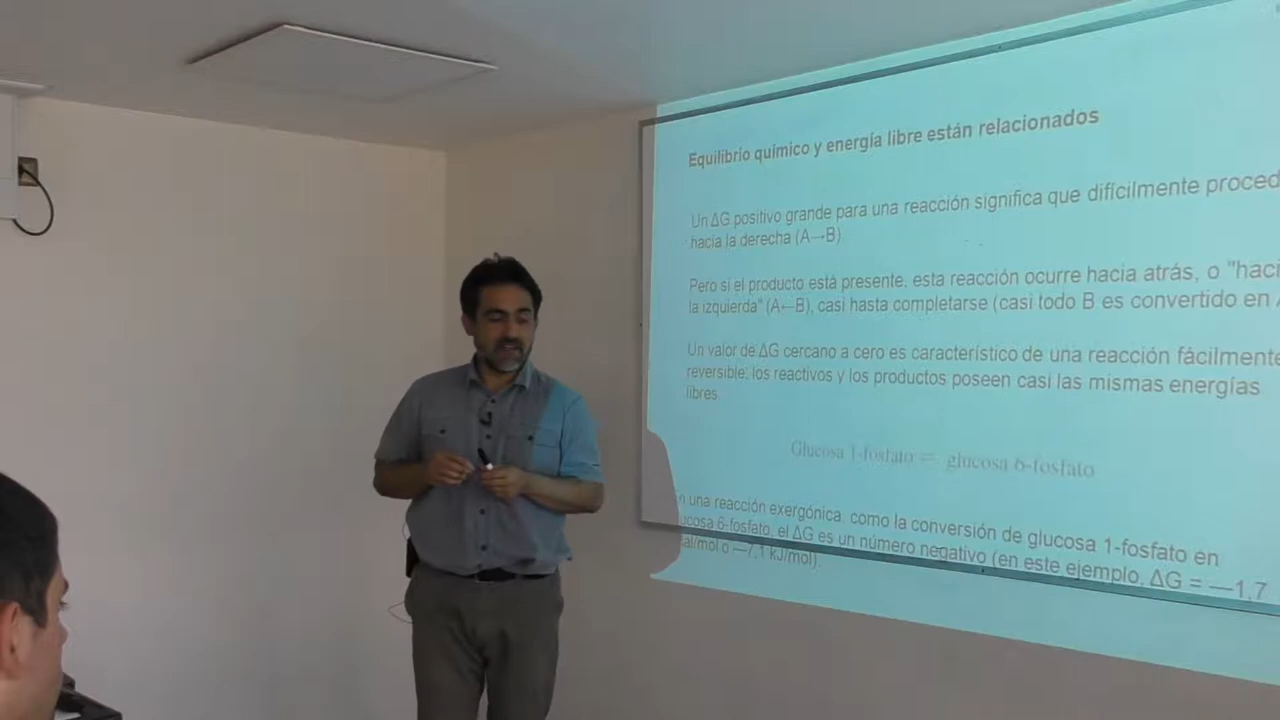 Equilibrio químico y energía libre están relacionados
Un ΔG positivo grande para una reacción significa que difícilmente proced
hacia la derecha (A→B)
Pero si el producto está presente, esta reacción ocurre hacia atrás, o "haci
la izquierda" (A←B), casi hasta completarse (casi todo B es convertido en
Un valor de ΔG cercano a cero es característico de una reacción fácilmente
reversible; los reactivos y los productos poseen casi las mismas energías
libres
Glucosa 1-fosfato = glucosa 6-fosfato
n una reacción exergónica, como la conversión de glucosa 1-fosfato en
ucosa 6-fosfato, el ΔG es un número negativo (en este ejemplo, ΔG = —1,7
al/mol o —7,1 kJ/mol).